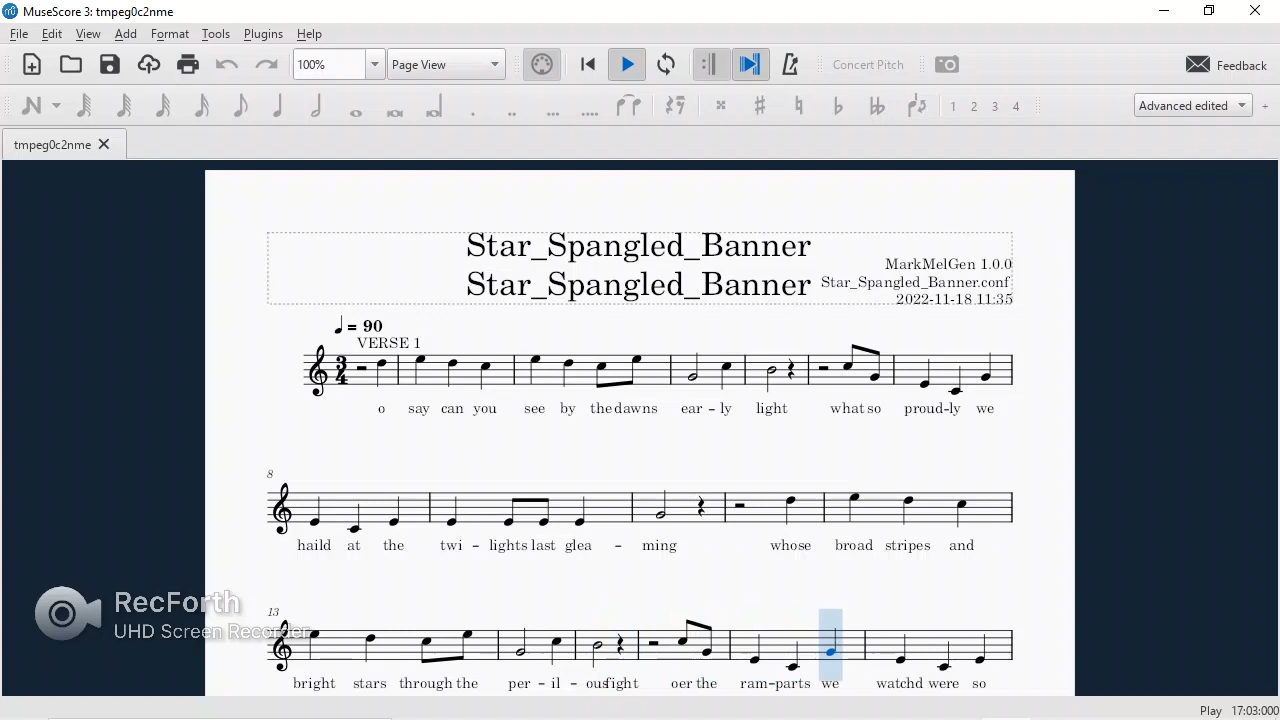 MuseScore 3: tmpeg0c2nme
File Edit View Add Format Tools Plugins Help
100% Page View Concert Pitch Feedback
1 2 3 4 Advanced edited +
tmpeg0c2nme
Star_Spangled_Banner
Star_Spangled_Banner
MarkMelGen 1.0.0
Star_Spangled_Banner.conf
2022-11-18 11:35
= 90
VERSE 1
3
4
o say can you see by the dawns ear - ly light what so proud-ly we
8
haild at the twi - lights last glea - ming whose broad stripes and
RecForth
UHD Screen Recorder
13
bright stars through the per - il - ous fight oer the ram-parts we watchd were so
Play 17:03:000